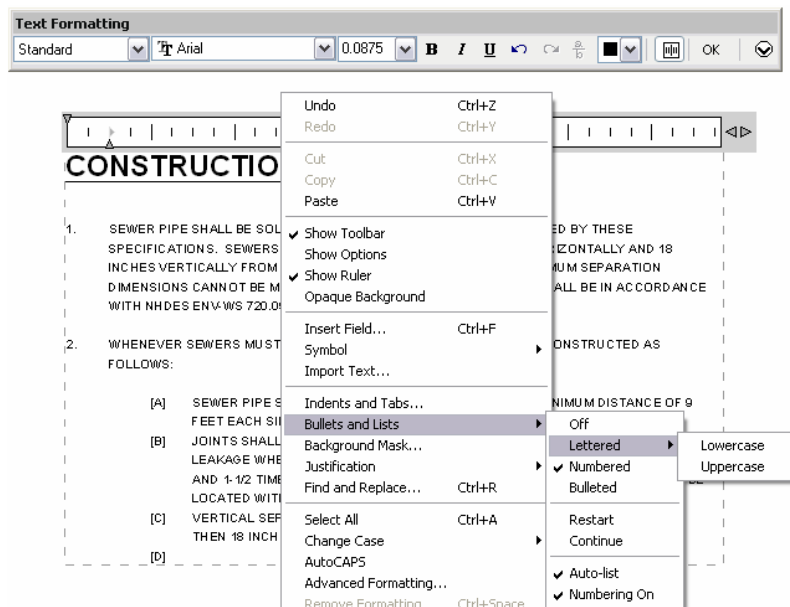 Text Formatting
Standard Arial 0.0875 B I U OK
CONSTRUCTIO
1. SEWER PIPE SHALL BE SOL ED BY THESE
SPECIFICATIONS. SEWERS IZONTALLY AND 18
INCHES VERTICALLY FROM UM SEPARATION
DIMENSIONS CANNOT BE M ALL BE IN ACCORDANCE
WITH NHDES ENV-WS 720.09
2. WHENEVER SEWERS MUST ONSTRUCTED AS
FOLLOWS:
[A] SEWER PIPE S NIMUM DISTANCE OF 9
FEET EACH SI
[B] JOINTS SHALL
LEAKAGE WHE
AND 1-1/2 TIME
LOCATED WITH
[C] VERTICAL SEP
THEN 18 INCH
[D]
Undo Ctrl+Z
Redo Ctrl+Y
Cut Ctrl+X
Copy Ctrl+C
Paste Ctrl+V
Show Toolbar
Show Options
Show Ruler
Opaque Background
Insert Field... Ctrl+F
Symbol
Import Text...
Indents and Tabs...
Bullets and Lists
Background Mask...
Justification
Find and Replace... Ctrl+R
Select All Ctrl+A
Change Case
AutoCAPS
Advanced Formatting...
Remove Formatting Ctrl+Space
Off
Lettered
Numbered
Bulleted
Restart
Continue
Auto-list
Numbering On
Lowercase
Uppercase